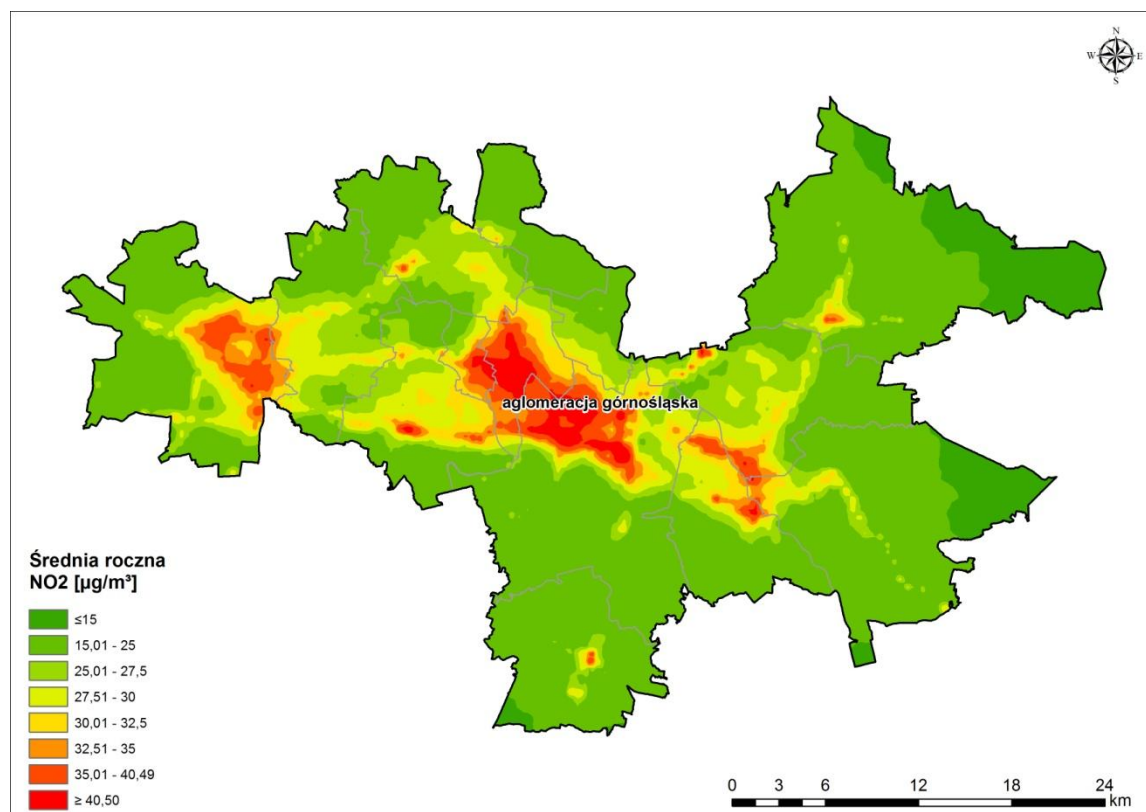 N
W E
S
aglomeracja górnośląska
Średnia roczna
NO2 [µg/m³]
≤15
15,01 - 25
25,01 - 27,5
27,51 - 30
30,01 - 32,5
32,51 - 35
35,01 - 40,49
≥ 40,50
0 3 6 12 18 24
km